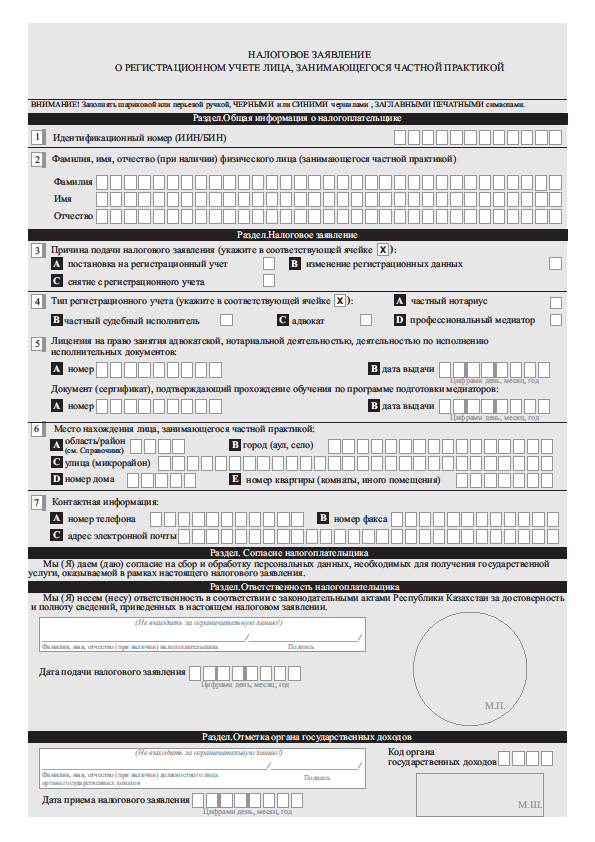 НАЛОГОВОЕ ЗАЯВЛЕНИЕ
О РЕГИСТРАЦИОННОМ УЧЕТЕ ЛИЦА, ЗАНИМАЮЩЕГОСЯ ЧАСТНОЙ ПРАКТИКОЙ
ВНИМАНИЕ! Заполнять шариковой или перьевой ручкой, ЧЕРНЫМИ или СИНИМИ чернилами , ЗАГЛАВНЫМИ ПЕЧАТНЫМИ символами.
Раздел.Общая информация о налогоплательщике
1 Идентификационный номер (ИИН/БИН)
2 Фамилия, имя, отчество (при наличии) физического лица (занимающегося частной практикой)
Фамилия
Имя
Отчество
Раздел.Налоговое заявление
3 Причина подачи налогового заявления (укажите в соответствующей ячейке X ):
A постановка на регистрационный учет B изменение регистрационных данных
C снятие с регистрационного учета
4 Тип регистрационного учета (укажите в соответствующей ячейке X ): A частный нотариус
B частный судебный исполнитель C адвокат D профессиональный медиатор
5 Лицензия на право занятия адвокатской, нотариальной деятельностью, деятельностью по исполнению
исполнительных документов:
A номер B дата выдачи
Цифрами день, месяц, год
Документ (сертификат), подтверждающий прохождение обучения по программе подготовки медиаторов:
A номер B дата выдачи
Цифрами день, месяц, год
6 Место нахождения лица, занимающегося частной практикой:
A область/район B город (аул, село)
(см. Справочник)
C улица (микрорайон)
D номер дома E номер квартиры (комнаты, иного помещения)
7 Контактная информация:
A номер телефона B номер факса
C адрес электронной почты
Раздел. Согласие налогоплательщика
Мы (Я) даем (даю) согласие на сбор и обработку персональных данных, необходимых для получения государственной
услуги, оказываемой в рамках настоящего налогового заявления.
Раздел.Ответственность налогоплательщика
Мы (Я) несем (несу) ответственность в соответствии с законодательными актами Республики Казахстан за достоверность
и полноту сведений, приведенных в настоящем налоговом заявлении.
(Не выходить за ограничительную линию!)
Фамилия, имя, отчество (при наличии) налогоплательщика Подпись
Дата подачи налогового заявления
Цифрами день, месяц, год
М.П.
Раздел.Отметка органа государственных доходов
(Не выходить за ограничительную линию!)
Фамилия, имя, отчество (при наличии) должностного лица Подпись
органа государственных доходов
Код органа
государственных доходов
Дата приема налогового заявления
Цифрами день, месяц, год
М.Ш.